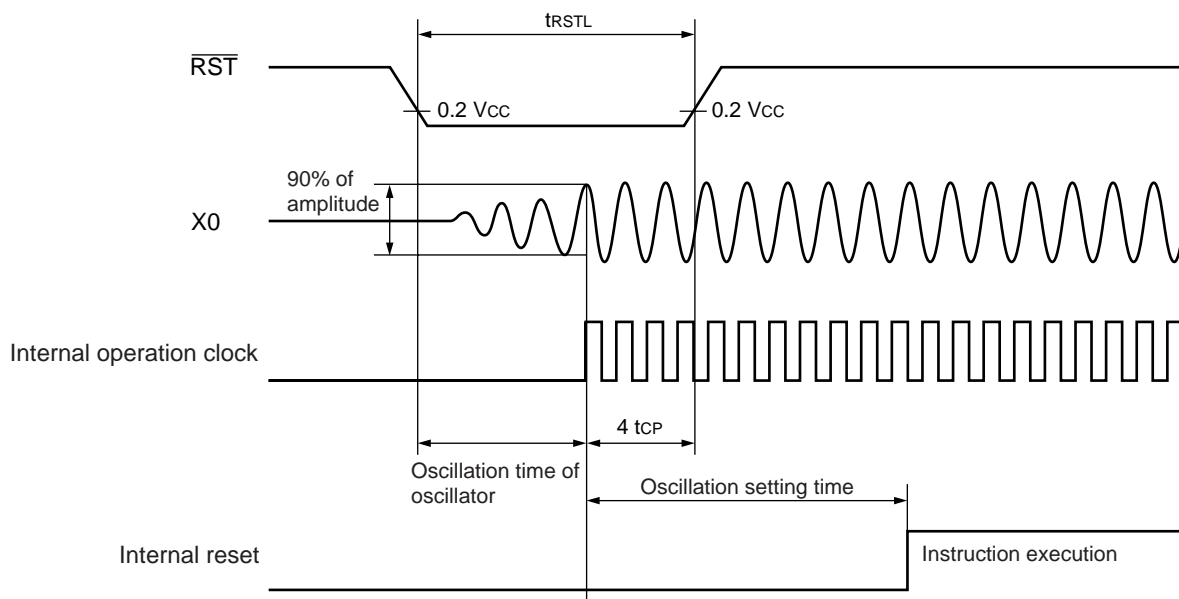 tRSTL
RST
0.2 VCC
0.2 VCC
90% of
amplitude
X0
Internal operation clock
4 tCP
Oscillation time of
oscillator
Oscillation setting time
Internal reset
Instruction execution